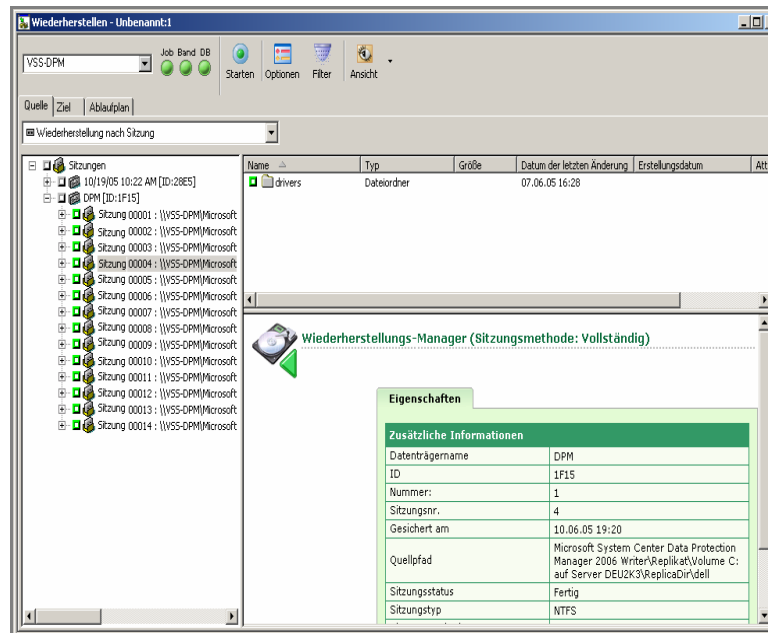 Wiederherstellen - Unbenannt:1
VSS-DPM
Job Band DB
Starten
Optionen
Filter
Ansicht
Quelle
Ziel
Ablaufplan
Wiederherstellung nach Sitzung
Sitzungen
10/19/05 10:22 AM [ID:28E5]
DPM [ID:1F15]
Sitzung 00001 : \\VSS-DPM\Microsoft
Sitzung 00002 : \\VSS-DPM\Microsoft
Sitzung 00003 : \\VSS-DPM\Microsoft
Sitzung 00004 : \\VSS-DPM\Microsoft
Sitzung 00005 : \\VSS-DPM\Microsoft
Sitzung 00006 : \\VSS-DPM\Microsoft
Sitzung 00007 : \\VSS-DPM\Microsoft
Sitzung 00008 : \\VSS-DPM\Microsoft
Sitzung 00009 : \\VSS-DPM\Microsoft
Sitzung 00010 : \\VSS-DPM\Microsoft
Sitzung 00011 : \\VSS-DPM\Microsoft
Sitzung 00012 : \\VSS-DPM\Microsoft
Sitzung 00013 : \\VSS-DPM\Microsoft
Sitzung 00014 : \\VSS-DPM\Microsoft
Name Typ Größe Datum der letzten Änderung Erstellungsdatum Att
drivers Dateiordner 07.06.05 16:28
Wiederherstellungs-Manager (Sitzungsmethode: Vollständig)
Eigenschaften
Zusätzliche Informationen
Datenträgername DPM
ID 1F15
Nummer: 1
Sitzungsnr. 4
Gesichert am 10.06.05 19:20
Quellpfad Microsoft System Center Data Protection
Manager 2006 Writer\Replikat\Volume C:
auf Server DEU2K3\ReplicaDir\dell
Sitzungsstatus Fertig
Sitzungstyp NTFS